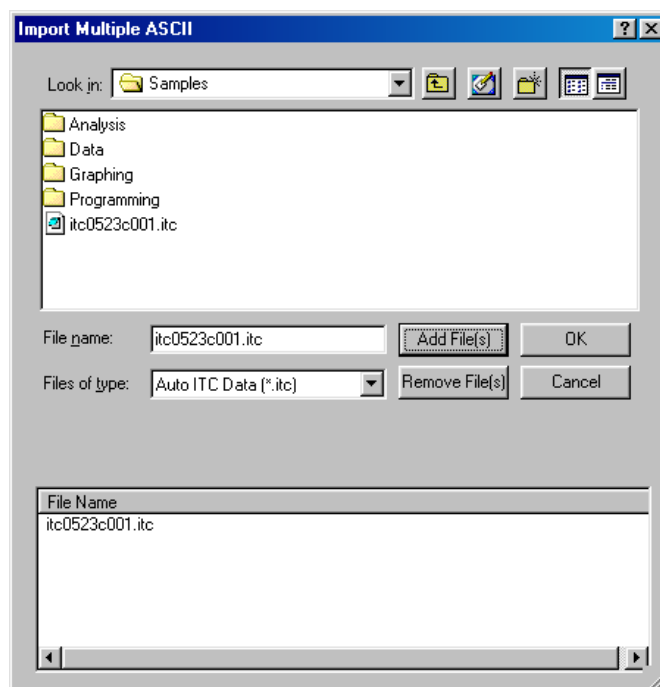 Import Multiple ASCII
Look in: Samples
Analysis
Data
Graphing
Programming
itc0523c001.itc
File name: itc0523c001.itc Add File(s) OK
Files of type: Auto ITC Data (*.itc) Remove File(s) Cancel
File Name
itc0523c001.itc